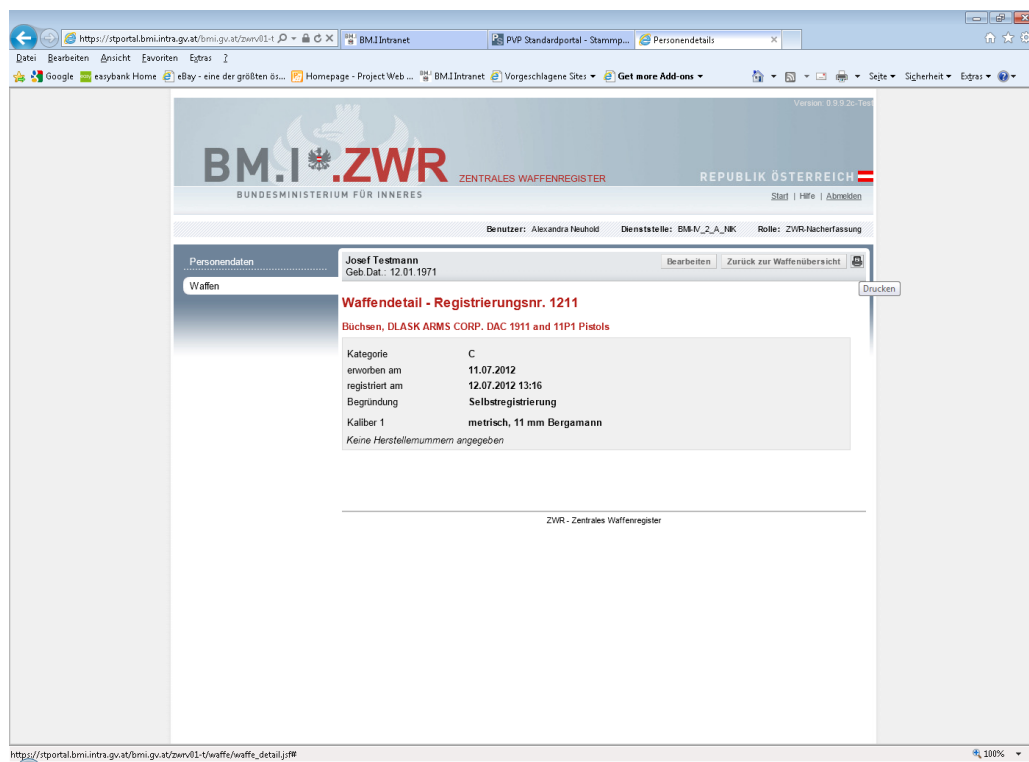 https://stportal.bmi.intra.gv.at/bmi.gv.at/zwrv01-t
BM.I Intranet
PVP Standardportal - Stammp...
Personendetails
Datei Bearbeiten Ansicht Favoriten Extras ?
Google easybank Home eBay - eine der größten ös... Homepage - Project Web ... BM.I Intranet Vorgeschlagene Sites Get more Add-ons Seite Sicherheit Extras
Version: 0.9.9.2c-Test
BM.I .ZWR ZENTRALES WAFFENREGISTER REPUBLIK ÖSTERREICH
BUNDESMINISTERIUM FÜR INNERES
Start | Hilfe | Abmelden
Benutzer: Alexandra Neuhold Dienststelle: BMI-IV_2_A_NIK Rolle: ZWR-Nacherfassung
Personendaten
Waffen
Josef Testmann
Geb.Dat.: 12.01.1971
Bearbeiten Zurück zur Waffenübersicht
Drucken
Waffendetail - Registrierungsnr. 1211
Büchsen, DLASK ARMS CORP. DAC 1911 and 11P1 Pistols
Kategorie C
erworben am 11.07.2012
registriert am 12.07.2012 13:16
Begründung Selbstregistrierung
Kaliber 1 metrisch, 11 mm Bergamann
Keine Herstellernummern angegeben
ZWR - Zentrales Waffenregister
https://stportal.bmi.intra.gv.at/bmi.gv.at/zwrv01-t/waffe/waffe_detail.jsf#
100%